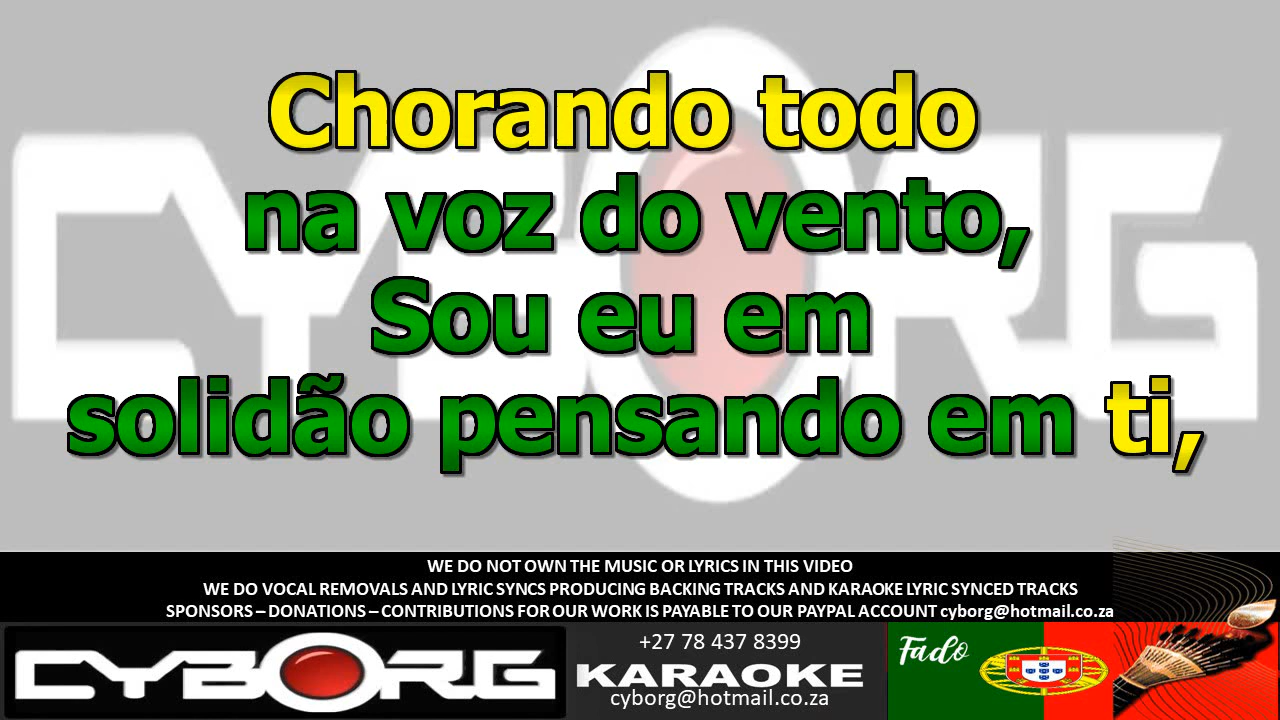 Chorando todo
na voz do vento,
Sou eu em
solidão pensando em ti,
CYBORG
WE DO NOT OWN THE MUSIC OR LYRICS IN THIS VIDEO
WE DO VOCAL REMOVALS AND LYRIC SYNCS PRODUCING BACKING TRACKS AND KARAOKE LYRIC SYNCED TRACKS
SPONSORS – DONATIONS – CONTRIBUTIONS FOR OUR WORK IS PAYABLE TO OUR PAYPAL ACCOUNT cyborg@hotmail.co.za
CYBORG
+27 78 437 8399
KARAOKE
cyborg@hotmail.co.za
Fado